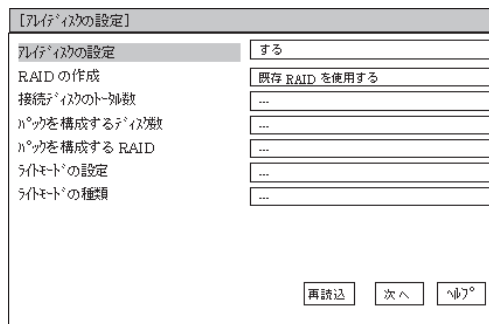 [ｱﾚｲﾃﾞｨｽｸの設定]
ｱﾚｲﾃﾞｨｽｸの設定 する
RAID の作成 既存 RAID を使用する
接続ﾃﾞｨｽｸのﾄｰﾀﾙ数 ...
ﾊﾟｯｸを構成するﾃﾞｨｽｸ数 ...
ﾊﾟｯｸを構成する RAID ...
ﾗｲﾄﾓｰﾄﾞの設定 ...
ﾗｲﾄﾓｰﾄﾞの種類 ...
再読込 次へ ﾍﾙﾌﾟ